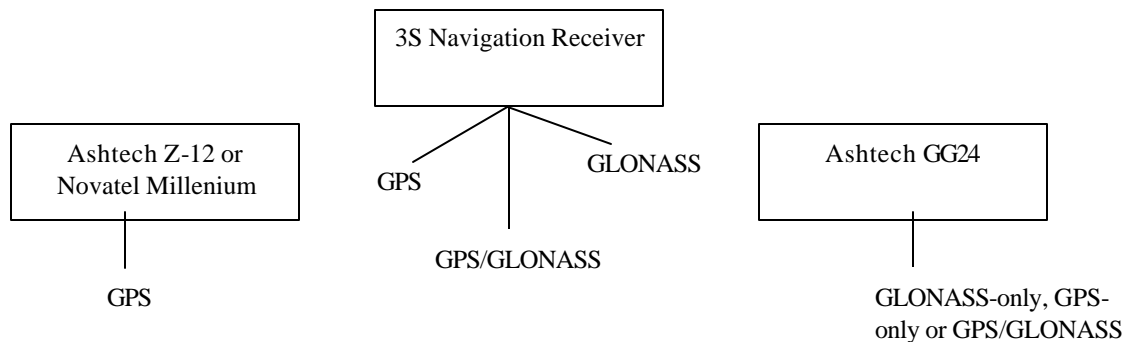 3S Navigation Receiver
Ashtech Z-12 or
Novatel Millenium
Ashtech GG24
GPS
GLONASS
GPS/GLONASS
GPS
GLONASS-only, GPS-
only or GPS/GLONASS